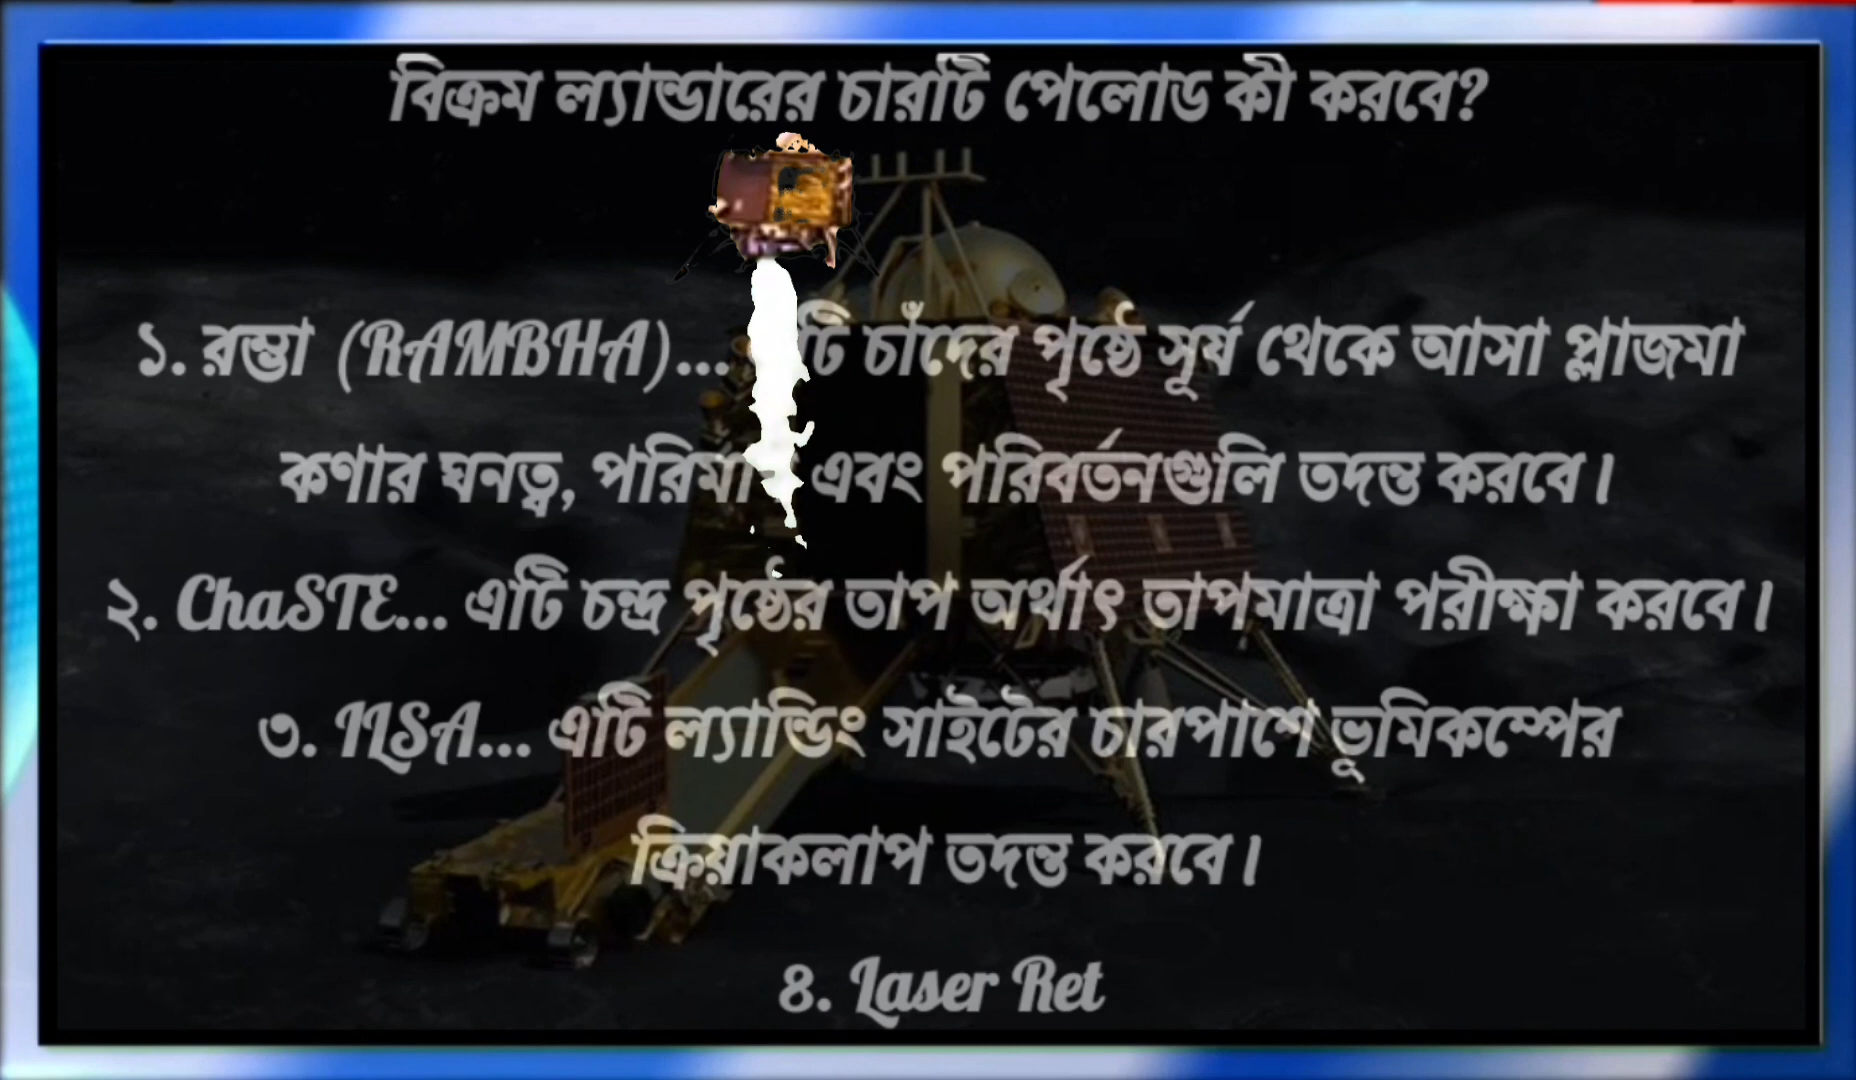 বিক্রম ল্যান্ডারের চারটি পেলোড কী করবে?
১. রম্ভা (RAMBHA)... চাঁদের পৃষ্ঠে সূর্য থেকে আসা প্লাজমা
কণার ঘনত্ব, এবং পরিবর্তনগুলি তদন্ত করবে।
২. ChaSTE... এটি চন্দ্র পৃষ্ঠের তাপ অর্থাৎ তাপমাত্রা পরীক্ষা করবে।
৩. ILSA... এটি ল্যান্ডিং সাইটের চারপাশে ভূমিকম্পের
ক্রিয়াকলাপ তদন্ত করবে।
৪. Laser Ret